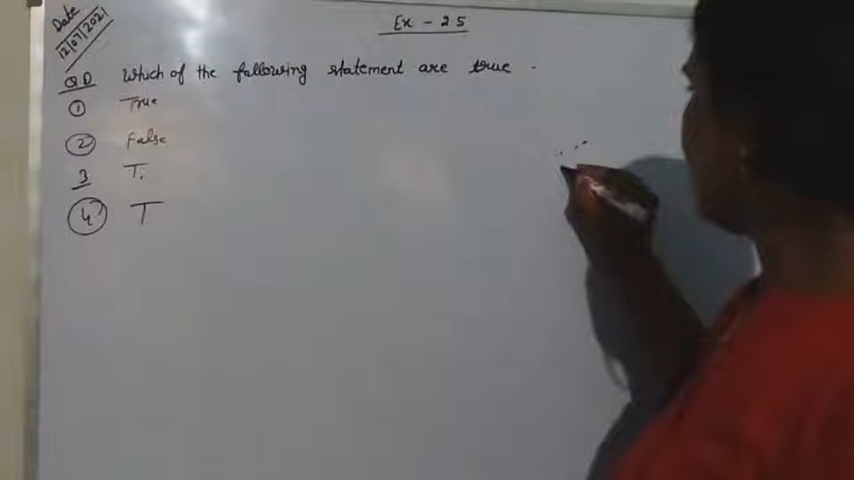 Date
12/07/2021
Ex - 25
Q1) Which of the following statement are true .
① True
② False
3 T.
④ T